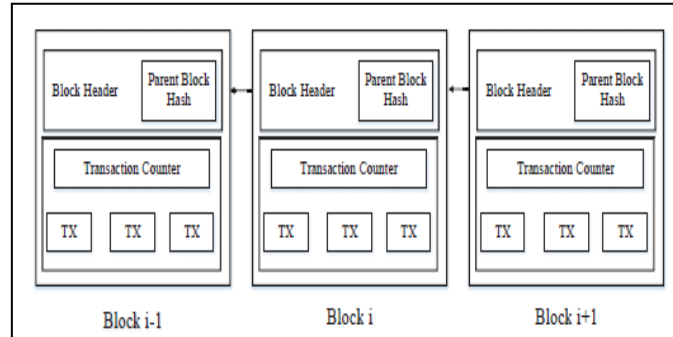 Block Header
Parent Block
Hash
Block Header
Parent Block
Hash
Block Header
Parent Block
Hash
Transaction Counter
Transaction Counter
Transaction Counter
TX TX TX
TX TX TX
TX TX TX
Block i-1
Block i
Block i+1